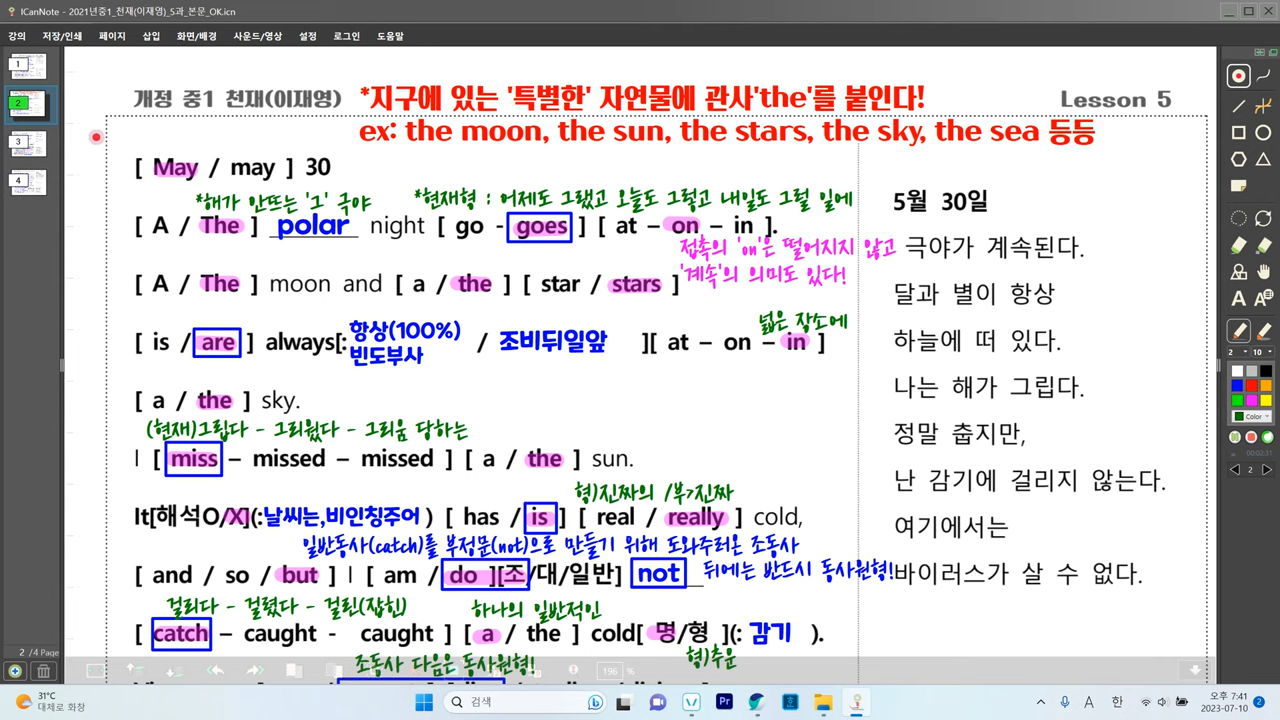 ICanNote - 2021년중1_천재(이재영)_5과_본문_OK.icn
강의 저장/인쇄 페이지 삽입 화면/배경 사운드/영상 설정 로그인 도움말
1
2
3
4
개정 중1 천재(이재영) *지구에 있는 '특별한' 자연물에 관사'the'를 붙인다! Lesson 5
ex: the moon, the sun, the stars, the sky, the sea 등등
[ May / may ] 30
5월 30일
*해가 안뜨는 '그' 극야 *현재형 : 어제도 그랬고 오늘도 그렇고 내일도 그럴 일에
[ A / The ] polar night [ go - goes ] [ at – on – in ].
접촉의 'on'은 떨어지지 않고
'계속'의 의미도 있다!
극야가 계속된다.
[ A / The ] moon and [ a / the ] [ star / stars ]
달과 별이 항상
넓은 장소에
[ is / are ] always[:항상(100%) 빈도부사 / 조비뒤일앞 ][ at – on – in ]
하늘에 떠 있다.
[ a / the ] sky.
나는 해가 그립다.
(현재)그립다 - 그리웠다 - 그리움 당하는
I [ miss – missed – missed ] [ a / the ] sun.
정말 춥지만,
난 감기에 걸리지 않는다.
형)진짜의 /부>진짜
It[해석O/X](:날씨는,비인칭주어 ) [ has / is ] [ real / really ] cold,
여기에서는
일반동사(catch)를 부정문(not)으로 만들기 위해 도와주러온 조동사
[ and / so / but ] I [ am / do ][조/대/일반] not 뒤에는 반드시 동사원형!
바이러스가 살 수 없다.
걸리다 - 걸렸다 - 걸린(잡힌) 하나의 일반적인
[ catch – caught - caught ] [ a / the ] cold[ 명/형 ](: 감기 ).
형)추운
조동사 다음은 동사원형!
2 / 4 Page
196 %
2 10
Color
00:02:31
2
31°C
대체로 화창
검색
Pr
A 한
오후 7:41
2023-07-10
2